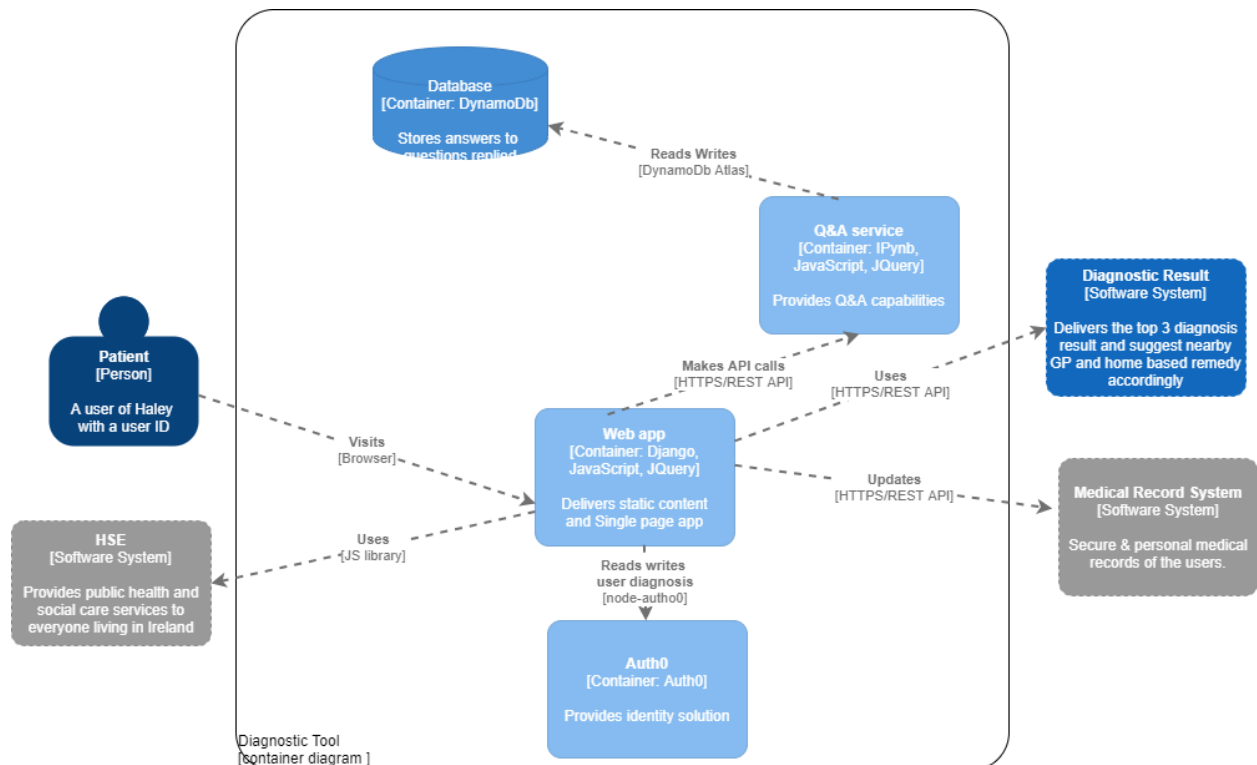 Database
[Container: DynamoDb]
Stores answers to
questions replied
Reads Writes
[DynamoDb Atlas]
Q&A service
[Container: IPynb,
JavaScript, JQuery]
Provides Q&A capabilities
Diagnostic Result
[Software System]
Delivers the top 3 diagnosis
result and suggest nearby
GP and home based remedy
accordingly
Patient
[Person]
A user of Haley
with a user ID
Makes API calls
[HTTPS/REST API]
Uses
[HTTPS/REST API]
Visits
[Browser]
Web app
[Container: Django,
JavaScript, JQuery]
Delivers static content
and Single page app
Updates
[HTTPS/REST API]
Medical Record System
[Software System]
Secure & personal medical
records of the users.
HSE
[Software System]
Provides public health and
social care services to
everyone living in Ireland
Uses
[JS library]
Reads writes
user diagnosis
[node-autho0]
Auth0
[Container: Auth0]
Provides identity solution
Diagnostic Tool
[container diagram ]